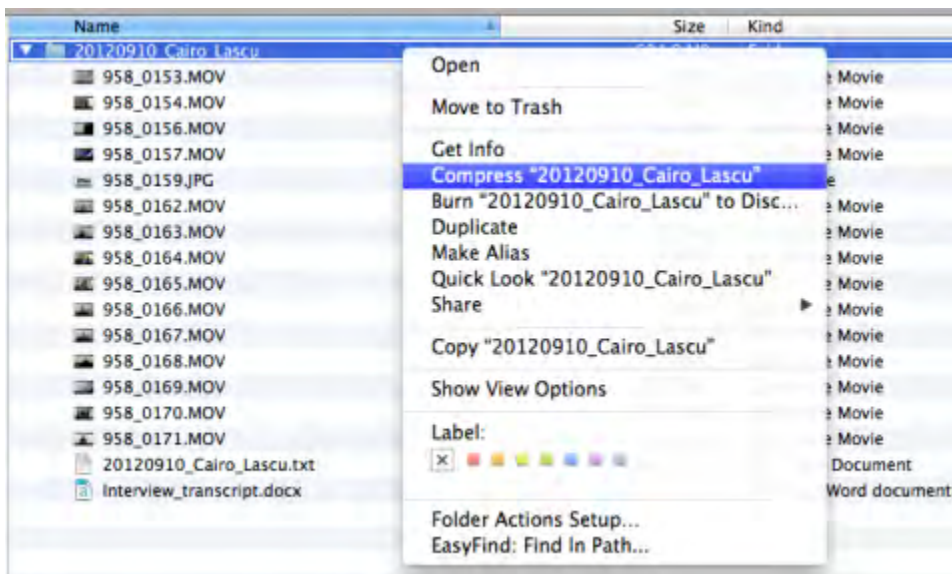 Name Size Kind
20120910_Cairo_Lascu
958_0153.MOV Movie
958_0154.MOV Movie
958_0156.MOV Movie
958_0157.MOV Movie
958_0159.JPG
958_0162.MOV Movie
958_0163.MOV Movie
958_0164.MOV Movie
958_0165.MOV Movie
958_0166.MOV Movie
958_0167.MOV Movie
958_0168.MOV Movie
958_0169.MOV Movie
958_0170.MOV Movie
958_0171.MOV Movie
20120910_Cairo_Lascu.txt Document
Interview_transcript.docx Word document
Open
Move to Trash
Get Info
Compress "20120910_Cairo_Lascu"
Burn "20120910_Cairo_Lascu" to Disc...
Duplicate
Make Alias
Quick Look "20120910_Cairo_Lascu"
Share
Copy "20120910_Cairo_Lascu"
Show View Options
Label:
Folder Actions Setup...
EasyFind: Find In Path...